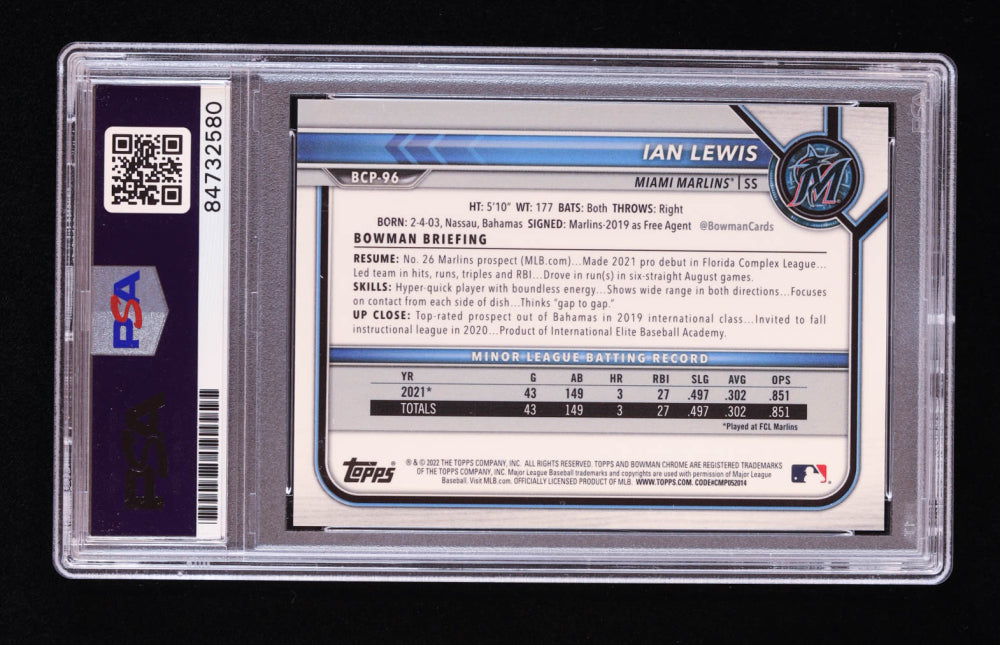 84732580
PSA
PSA
IAN LEWIS
BCP-96
MIAMI MARLINS® | SS
M
HT: 5'10" WT: 177 BATS: Both THROWS: Right
BORN: 2-4-03, Nassau, Bahamas SIGNED: Marlins-2019 as Free Agent @BowmanCards
BOWMAN BRIEFING
RESUME: No. 26 Marlins prospect (MLB.com)...Made 2021 pro debut in Florida Complex League...
Led team in hits, runs, triples and RBI...Drove in run(s) in six-straight August games.
SKILLS: Hyper-quick player with boundless energy...Shows wide range in both directions...Focuses
on contact from each side of dish...Thinks "gap to gap."
UP CLOSE: Top-rated prospect out of Bahamas in 2019 international class...Invited to fall
instructional league in 2020...Product of International Elite Baseball Academy.
MINOR LEAGUE BATTING RECORD
YR G AB HR RBI SLG AVG OPS
2021* 43 149 3 27 .497 .302 .851
TOTALS 43 149 3 27 .497 .302 .851
*Played at FCL Marlins
Topps®
® & © 2022 THE TOPPS COMPANY, INC. ALL RIGHTS RESERVED. TOPPS AND BOWMAN CHROME ARE REGISTERED TRADEMARKS
OF THE TOPPS COMPANY, INC. Major League Baseball trademarks and copyrights are used with permission of Major League
Baseball. Visit MLB.com. OFFICIALLY LICENSED PRODUCT OF MLB. WWW.TOPPS.COM. CODE#CMP052014